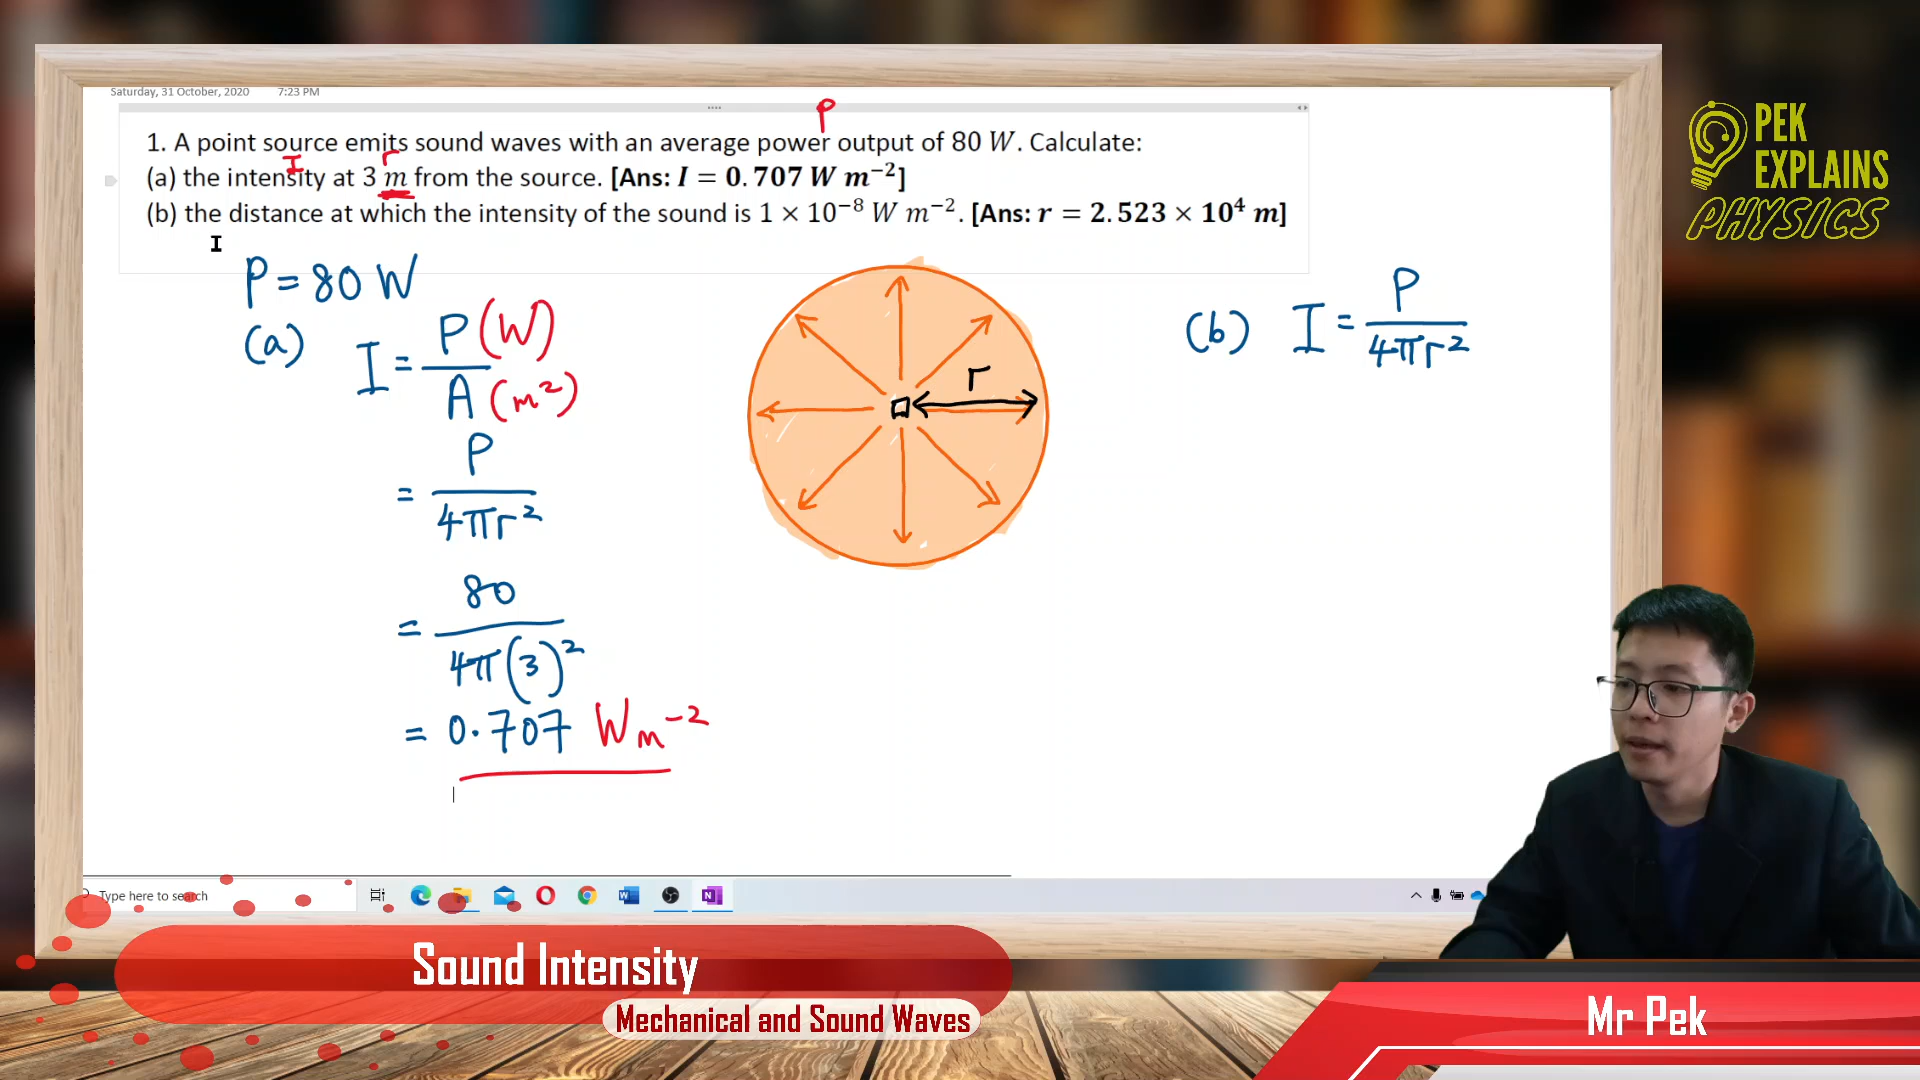 Saturday, 31 October, 2020 7:23 PM
P
1. A point source emits sound waves with an average power output of 80 W. Calculate:
I r
(a) the intensity at 3 m from the source. [Ans: I = 0.707 W m⁻²]
(b) the distance at which the intensity of the sound is 1 × 10⁻⁸ W m⁻². [Ans: r = 2.523 × 10⁴ m]
P = 80 W
(a) I = P (W) / A (m²)
= P / 4πr²
= 80 / 4π(3)²
= 0.707 Wm⁻²
r
(b) I = P / 4πr²
PEK
EXPLAINS
PHYSICS
Type here to search
Sound Intensity
Mechanical and Sound Waves
Mr Pek